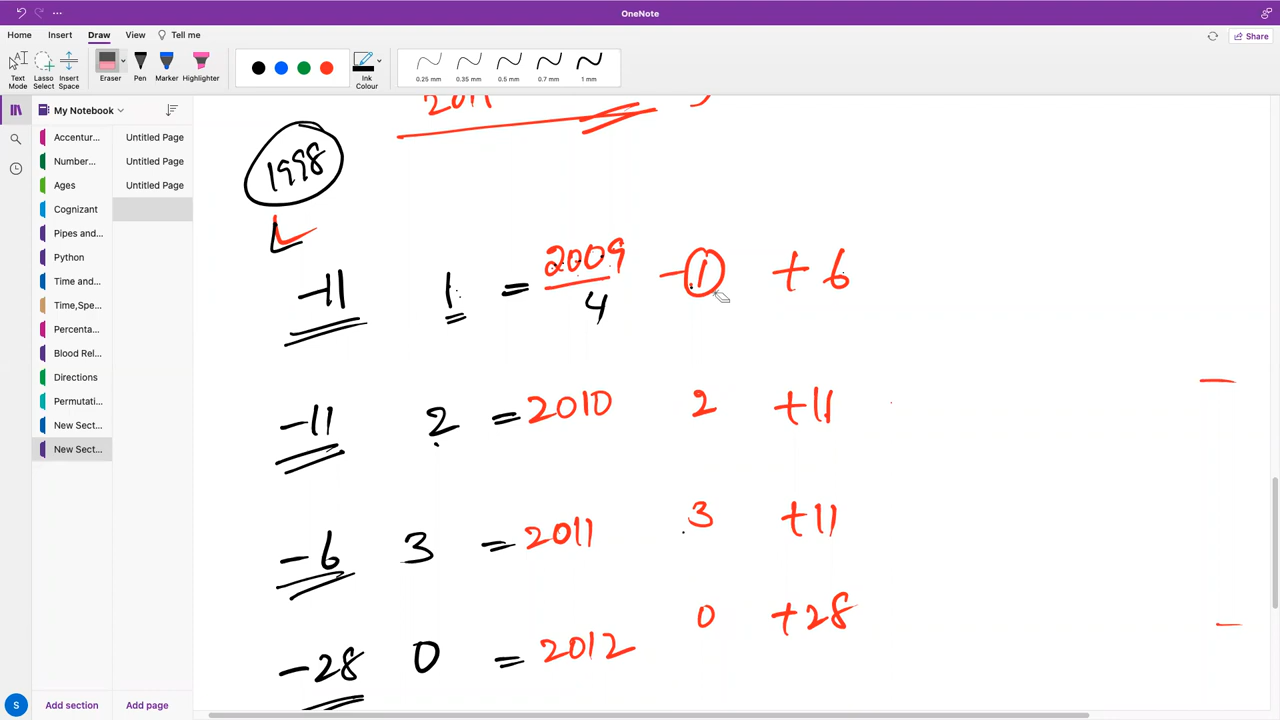 OneNote
Home Insert Draw View Tell me
Share
Text Mode Lasso Select Insert Space Eraser Pen Marker Highlighter Ink Colour 0.25 mm 0.35 mm 0.5 mm 0.7 mm 1 mm
My Notebook
Accentur... Untitled Page
Number... Untitled Page
Ages Untitled Page
Cognizant
Pipes and...
Python
Time and...
Time,Spe...
Percenta...
Blood Rel...
Directions
Permutati...
New Sect...
New Sect...
Add section Add page
S
2011
1998
-11 1 = 2009/4 -1 +6
-11 2 = 2010 2 +11
-6 3 = 2011 3 +11
-28 0 = 2012 0 +28